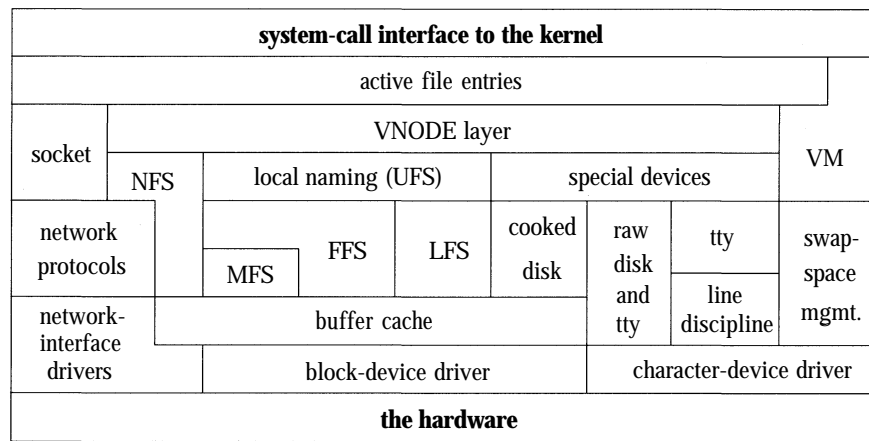 system-call interface to the kernel
active file entries
socket
VNODE layer
VM
NFS
local naming (UFS)
special devices
network
protocols
MFS
FFS
LFS
cooked
disk
raw
disk
and
tty
tty
line
discipline
swap-
space
mgmt.
network-
interface
drivers
buffer cache
block-device driver
character-device driver
the hardware